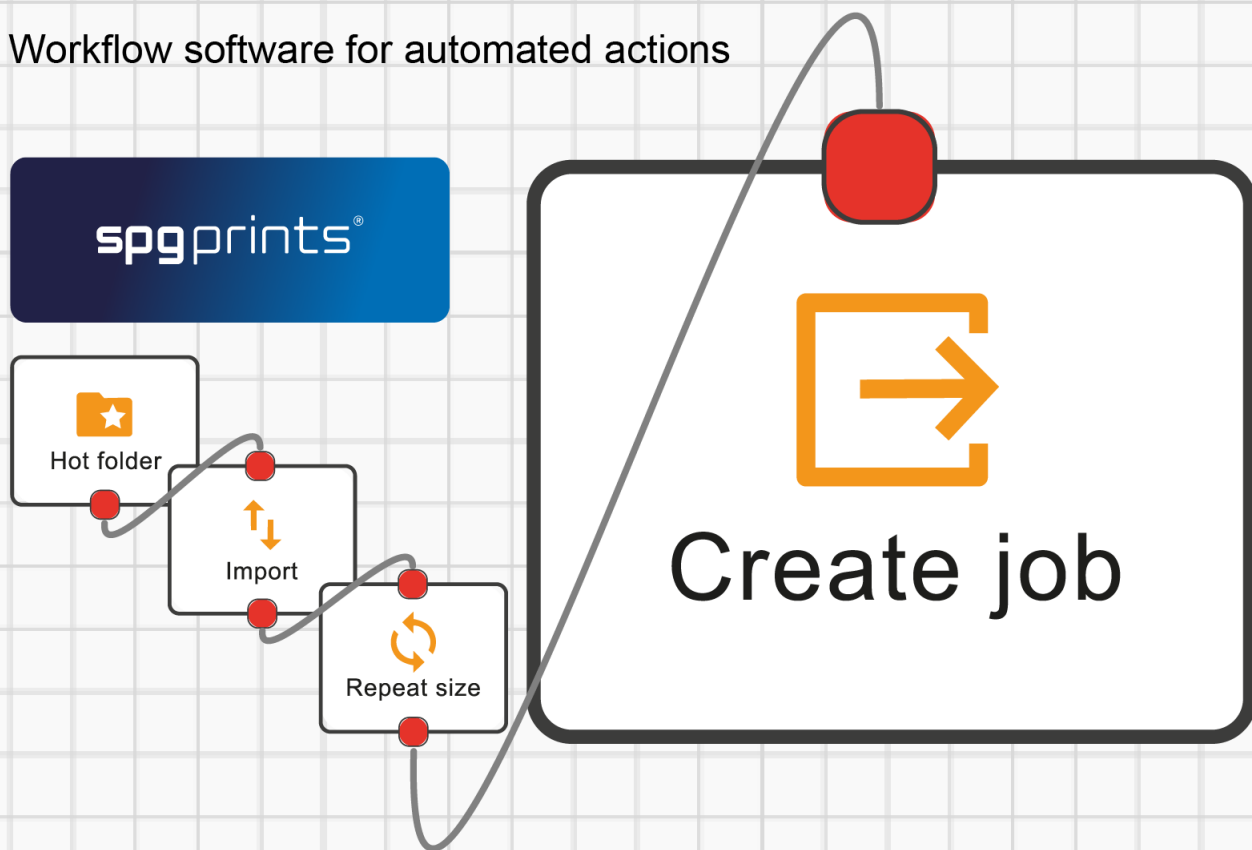 Workflow software for automated actions
spgprints®
Hot folder
Import
Repeat size
Create job